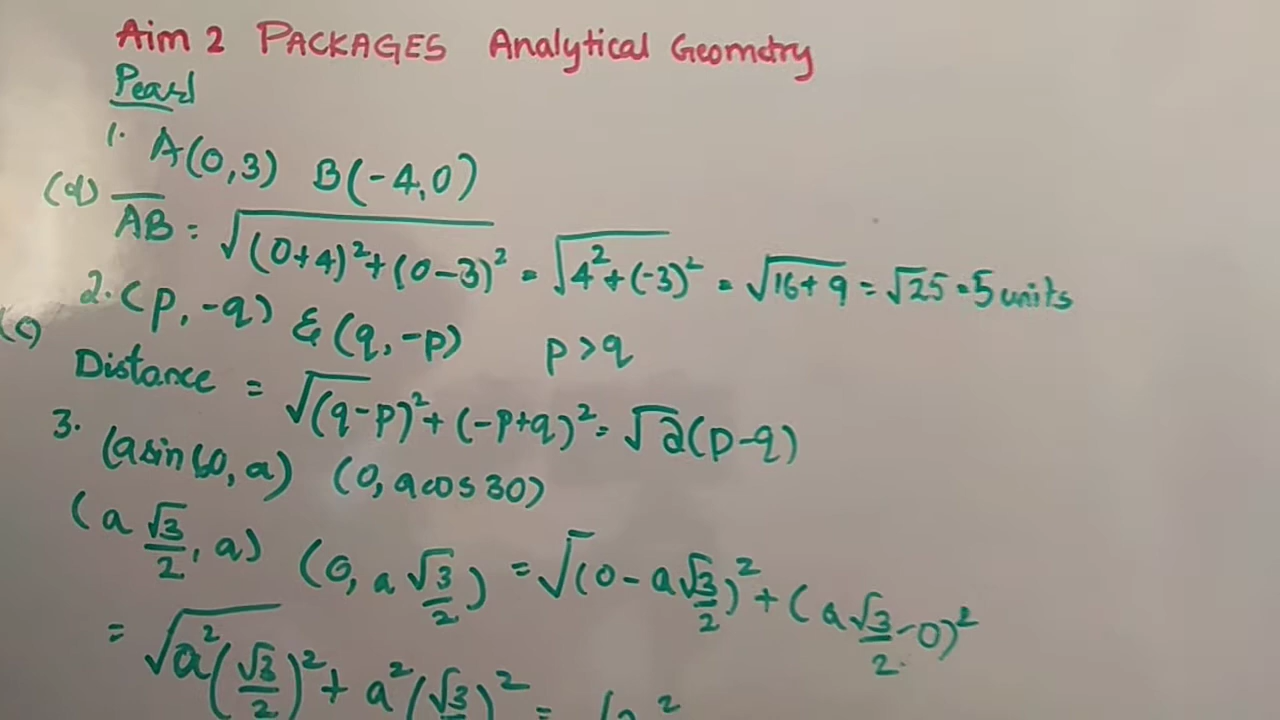 Aim 2 PACKAGES Analytical Geometry
Pearl
1. A(0,3) B(-4,0)
(d) AB̅ = √(0+4)²+(0-3)² = √4²+(-3)² = √16+9 = √25 = 5 units
2. (p,-q) & (q,-p) p>q
(c) Distance = √(q-p)²+(-p+q)² = √2(p-q)
3. (a sin 60, a) (0, a cos 30)
(a √3/2, a) (0, a √3/2) = √(0-a√3/2)²+(a√3/2-0)²
= √a²(√3/2)²+a²(√3/2)² =